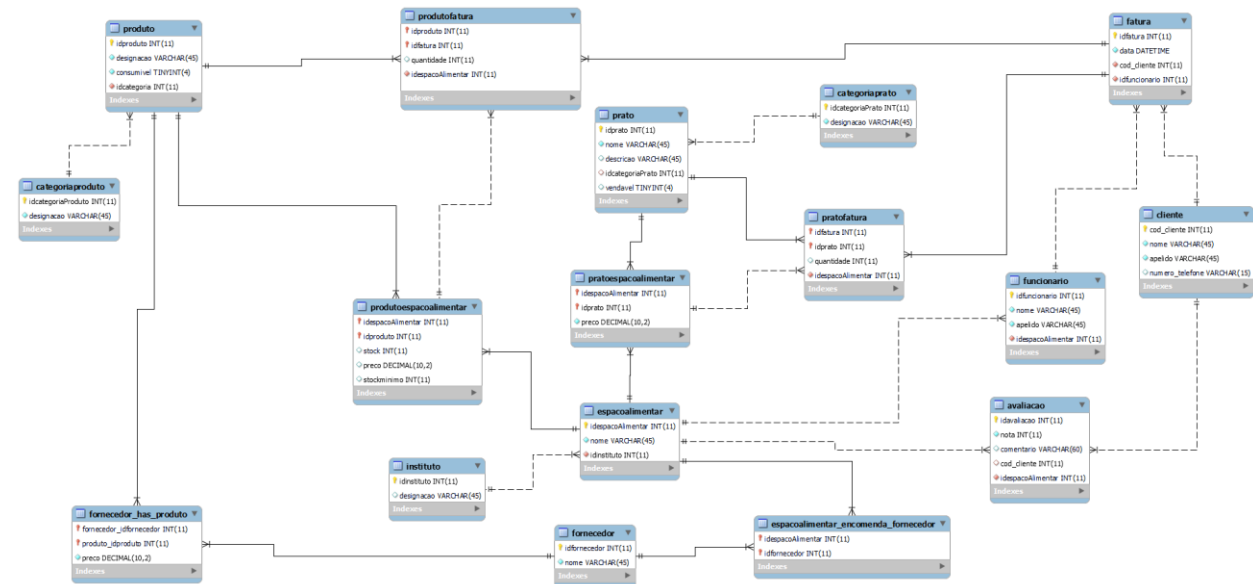 produto
idproduto INT(11)
designacao VARCHAR(45)
consumivel TINYINT(4)
idcategoria INT(11)
Indexes
produtofatura
idproduto INT(11)
idfatura INT(11)
quantidade INT(11)
idespacoAlimentar INT(11)
Indexes
fatura
idfatura INT(11)
data DATETIME
cod_cliente INT(11)
idfuncionario INT(11)
Indexes
categoriaprato
idcategoriaPrato INT(11)
designacao VARCHAR(45)
Indexes
prato
idprato INT(11)
nome VARCHAR(45)
descricao VARCHAR(45)
idcategoriaPrato INT(11)
vendavel TINYINT(4)
Indexes
categoriaproduto
idcategoriaProduto INT(11)
designacao VARCHAR(45)
Indexes
pratofatura
idfatura INT(11)
idprato INT(11)
quantidade INT(11)
idespacoAlimentar INT(11)
Indexes
cliente
cod_cliente INT(11)
nome VARCHAR(45)
apelido VARCHAR(45)
numero_telefone VARCHAR(15)
Indexes
pratoespacoalimentar
idespacoAlimentar INT(11)
idprato INT(11)
preco DECIMAL(10,2)
Indexes
funcionario
idfuncionario INT(11)
nome VARCHAR(45)
apelido VARCHAR(45)
idespacoAlimentar INT(11)
Indexes
produtoespacoalimentar
idespacoAlimentar INT(11)
idproduto INT(11)
stock INT(11)
preco DECIMAL(10,2)
stockminimo INT(11)
Indexes
espacoalimentar
idespacoAlimentar INT(11)
nome VARCHAR(45)
idinstituto INT(11)
Indexes
avaliacao
idavaliacao INT(11)
nota INT(11)
comentario VARCHAR(60)
cod_cliente INT(11)
idespacoAlimentar INT(11)
Indexes
instituto
idinstituto INT(11)
designacao VARCHAR(45)
Indexes
fornecedor_has_produto
fornecedor_idfornecedor INT(11)
produto_idproduto INT(11)
preco DECIMAL(10,2)
Indexes
fornecedor
idfornecedor INT(11)
nome VARCHAR(45)
espacoalimentar_encomenda_fornecedor
idespacoAlimentar INT(11)
idfornecedor INT(11)
Indexes